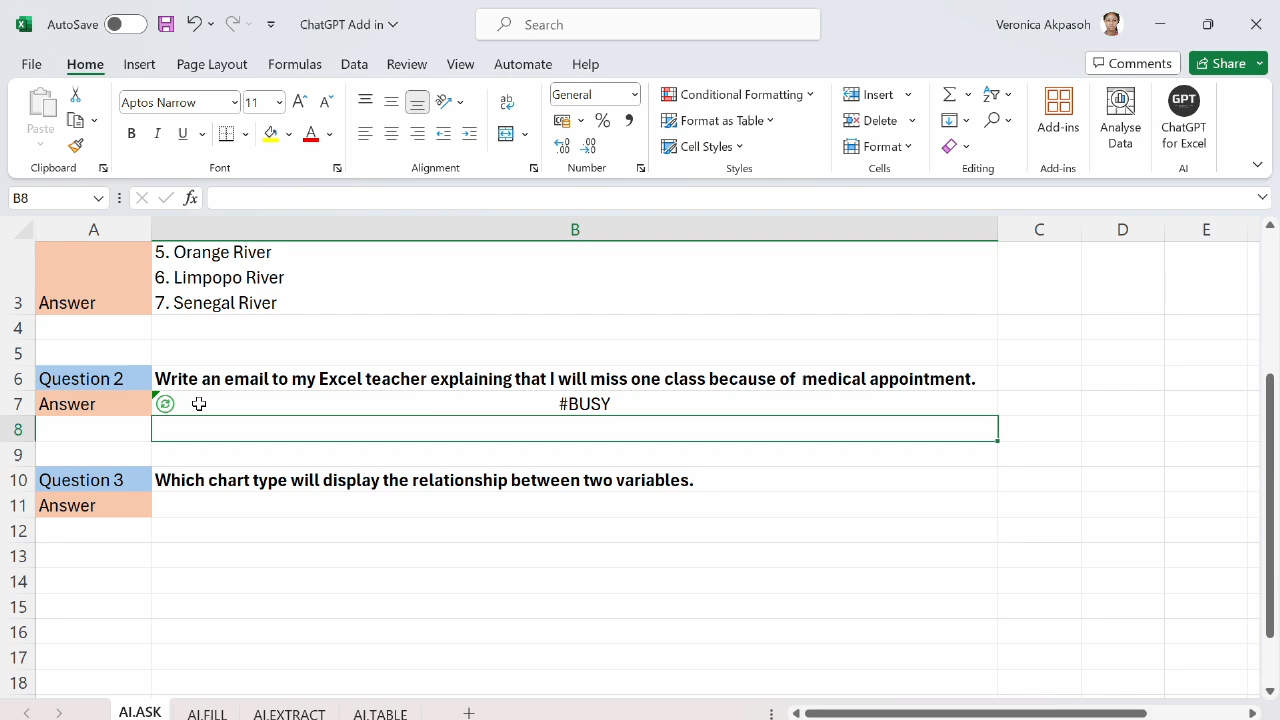 AutoSave
ChatGPT Add in
Search
Veronica Akpasoh
File Home Insert Page Layout Formulas Data Review View Automate Help
Comments Share
Paste
Aptos Narrow 11
General
Conditional Formatting
Format as Table
Cell Styles
Insert
Delete
Format
Add-ins
Analyse Data
GPT
ChatGPT for Excel
Clipboard Font Alignment Number Styles Cells Editing Add-ins AI
B8 fx
A B C D E
5. Orange River
6. Limpopo River
3 Answer 7. Senegal River
4
5
6 Question 2 Write an email to my Excel teacher explaining that I will miss one class because of medical appointment.
7 Answer #BUSY
8
9
10 Question 3 Which chart type will display the relationship between two variables.
11 Answer
12
13
14
15
16
17
18
AI.ASK AI.FILL AI.EXTRACT AI.TABLE